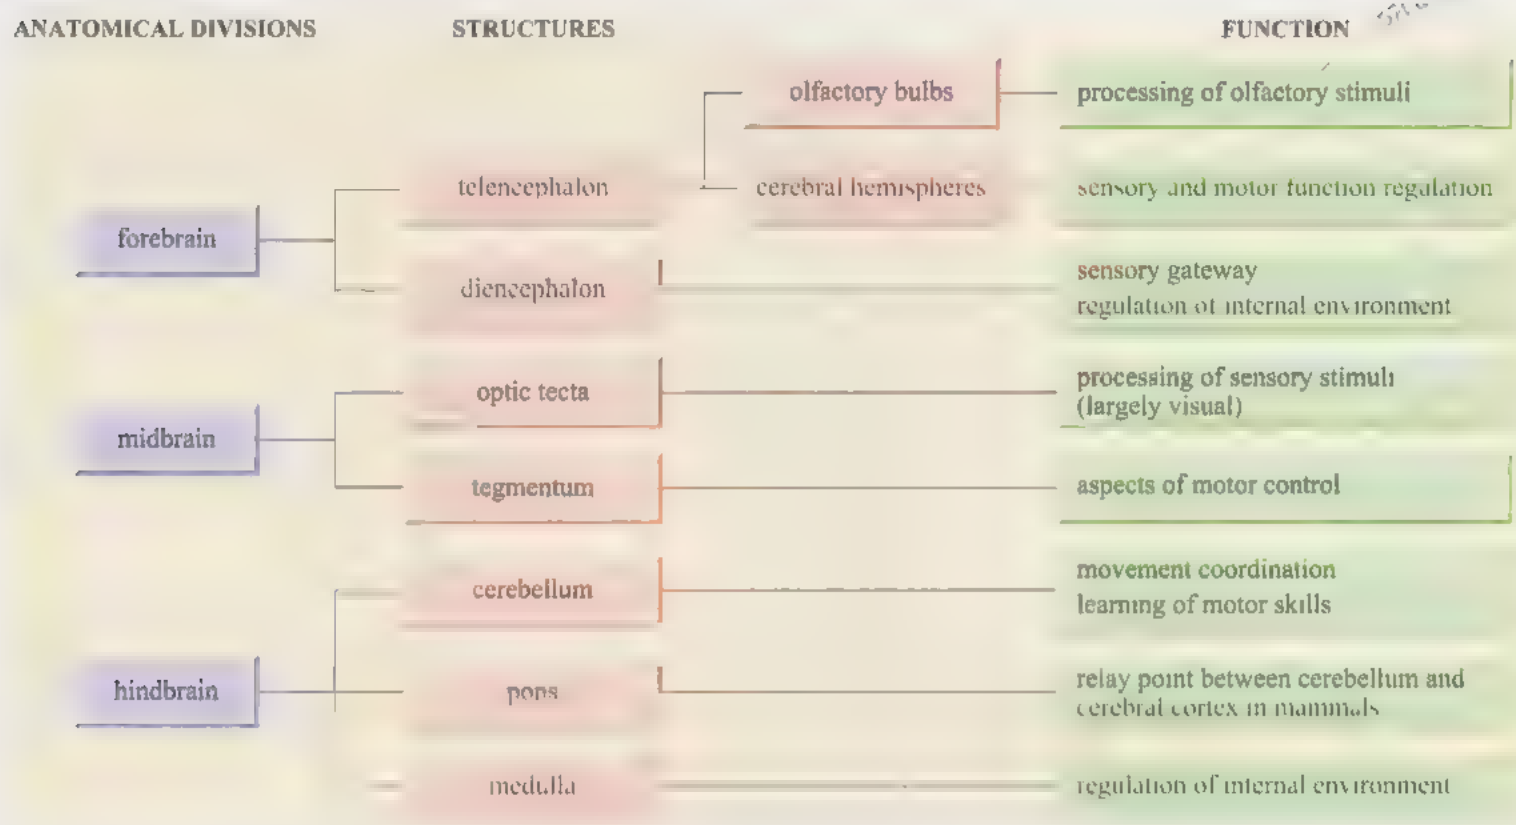 ANATOMICAL DIVISIONS
STRUCTURES
FUNCTION
olfactory bulbs
processing of olfactory stimuli
telencephalon
cerebral hemispheres
sensory and motor function regulation
forebrain
diencephalon
sensory gateway
regulation of internal environment
optic tecta
processing of sensory stimuli
(largely visual)
midbrain
tegmentum
aspects of motor control
cerebellum
movement coordination
learning of motor skills
hindbrain
pons
relay point between cerebellum and
cerebral cortex in mammals
medulla
regulation of internal environment